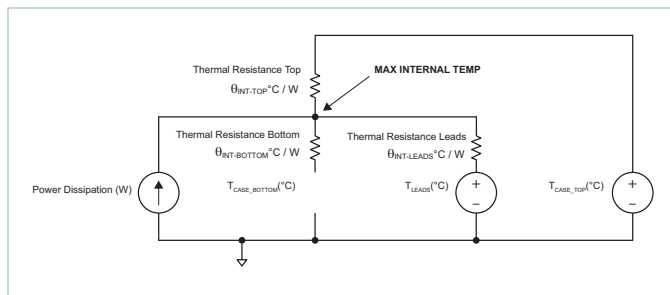 Thermal Resistance Top
θINT-TOP°C / W
MAX INTERNAL TEMP
Thermal Resistance Bottom
θINT-BOTTOM°C / W
Thermal Resistance Leads
θINT-LEADS°C / W
Power Dissipation (W)
TCASE_BOTTOM(°C)
TLEADS(°C)
TCASE_TOP(°C)
+
–
+
–